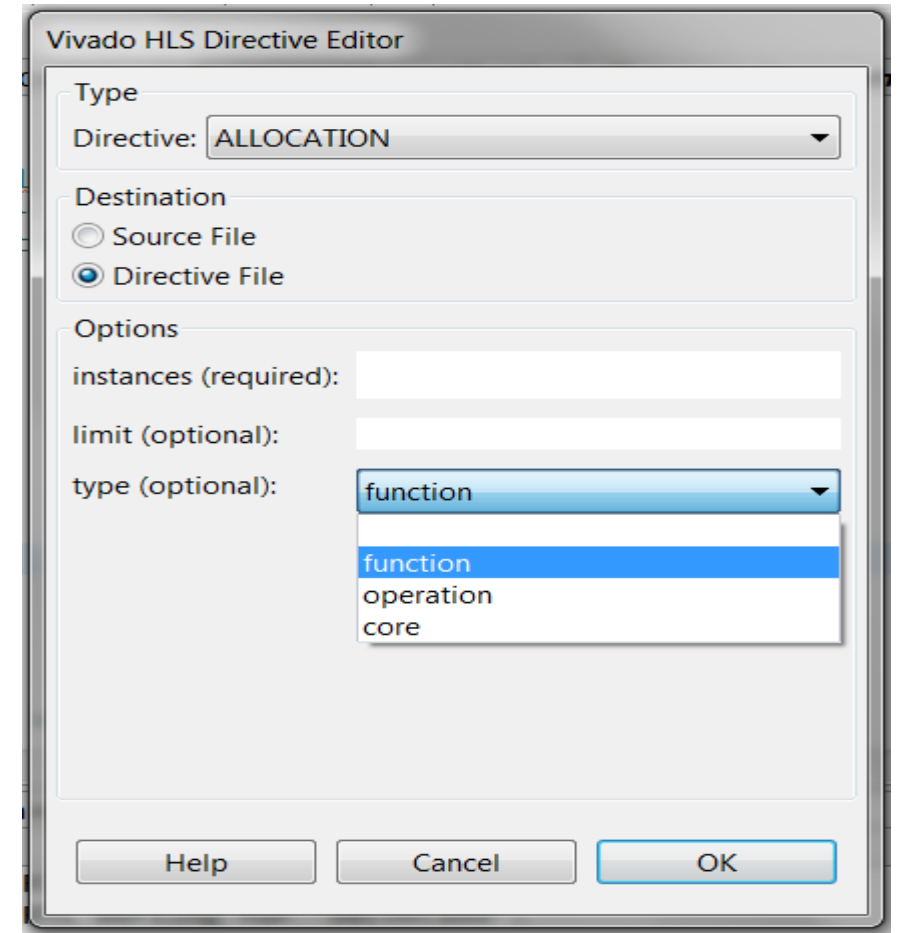 Vivado HLS Directive Editor
Type
Directive: ALLOCATION
Destination
Source File
Directive File
Options
instances (required):
limit (optional):
type (optional): function
function
operation
core
Help Cancel OK